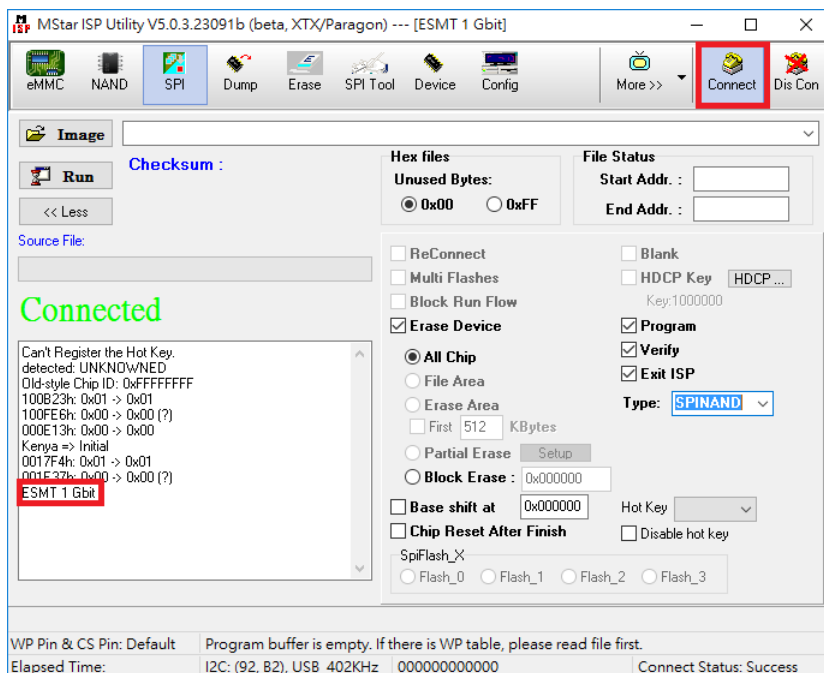 MStar ISP Utility V5.0.3.23091b (beta, XTX/Paragon) --- [ESMT 1 Gbit]
eMMC NAND SPI Dump Erase SPI Tool Device Config More >> Connect Dis Con
Image
Run
Checksum :
<< Less
Source File:
Hex files
Unused Bytes:
0x00 0xFF
File Status
Start Addr. :
End Addr. :
Connected
Can't Register the Hot Key.
detected: UNKNOWNED
Old-style Chip ID: 0xFFFFFFFF
100B23h: 0x01 -> 0x01
100FE6h: 0x00 -> 0x00 (?)
000E13h: 0x00 -> 0x00
Kenya => Initial
0017F4h: 0x01 -> 0x01
001F37h: 0x00 -> 0x00 (?)
ESMT 1 Gbit
ReConnect
Multi Flashes
Block Run Flow
Erase Device
All Chip
File Area
Erase Area
First 512 KBytes
Partial Erase Setup
Block Erase : 0x000000
Base shift at 0x000000
Chip Reset After Finish
Blank
HDCP Key HDCP ...
Key:1000000
Program
Verify
Exit ISP
Type: SPINAND
Hot Key
Disable hot key
SpiFlash_X
Flash_0 Flash_1 Flash_2 Flash_3
WP Pin & CS Pin: Default Program buffer is empty. If there is WP table, please read file first.
Elapsed Time: I2C: (92, B2), USB 402KHz 000000000000 Connect Status: Success